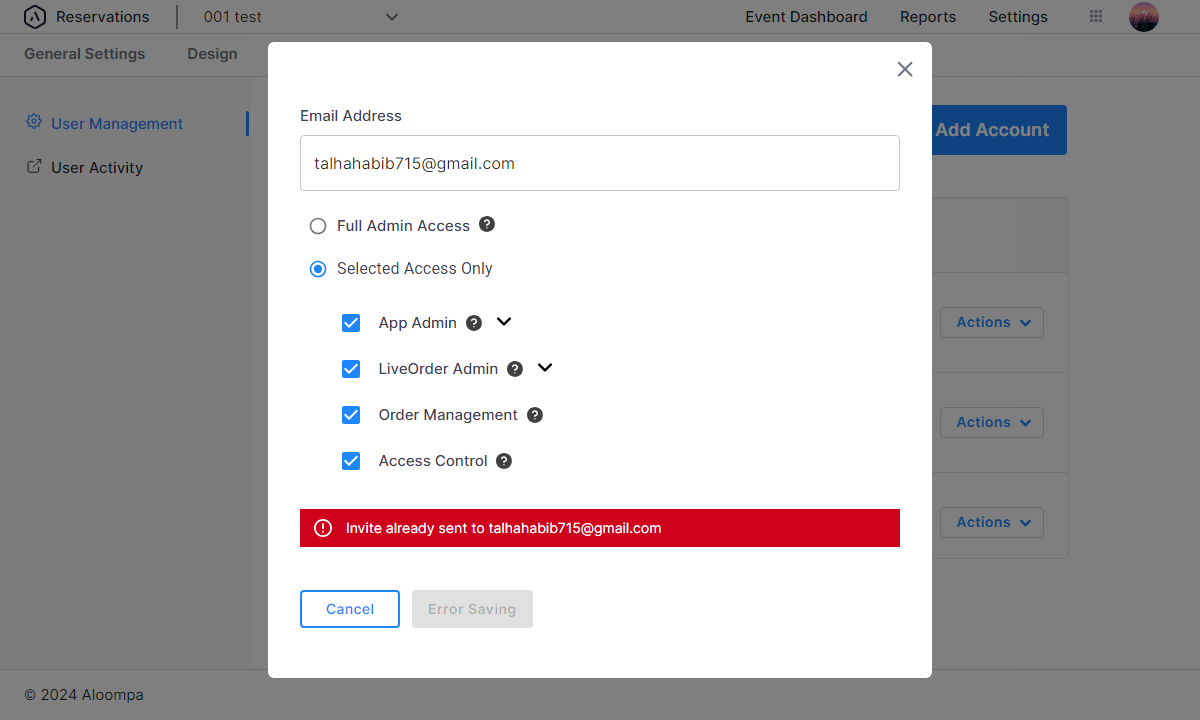 Reservations 001 test Event Dashboard Reports Settings
General Settings Design
User Management
User Activity
Add Account
Email Address
talhahabib715@gmail.com
Full Admin Access ?
Selected Access Only
App Admin ?
LiveOrder Admin ?
Order Management ?
Access Control ?
Actions
Actions
Actions
Invite already sent to talhahabib715@gmail.com
Cancel Error Saving
© 2024 Aloompa